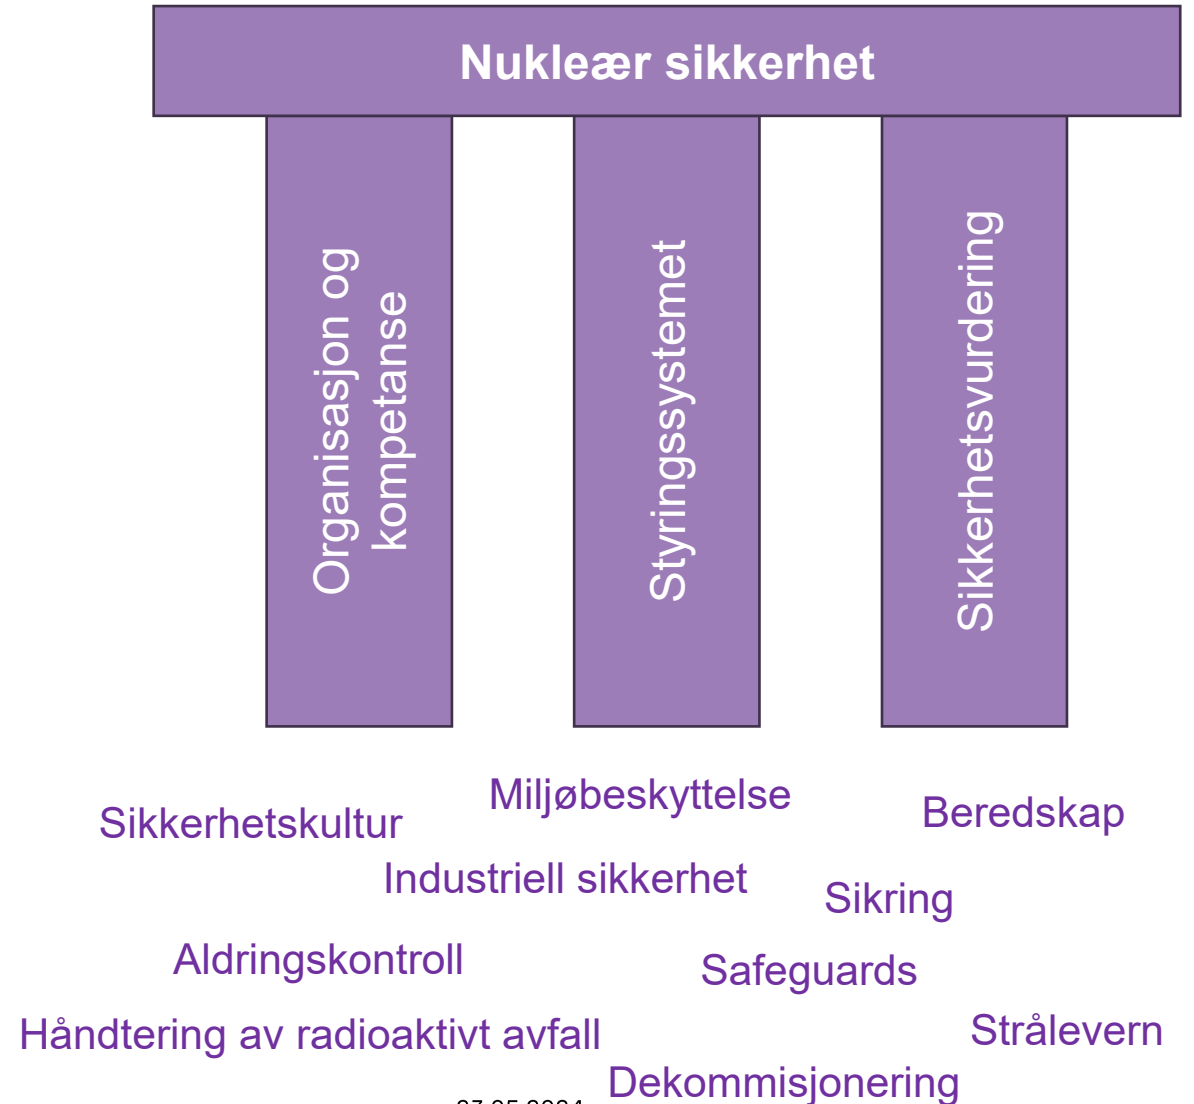 Nukleær sikkerhet
Organisasjon og
kompetanse
Styringssystemet
Sikkerhetsvurdering
Miljøbeskyttelse
Sikkerhetskultur
Beredskap
Industriell sikkerhet
Sikring
Aldringskontroll
Safeguards
Håndtering av radioaktivt avfall
Strålevern
Dekommisjonering